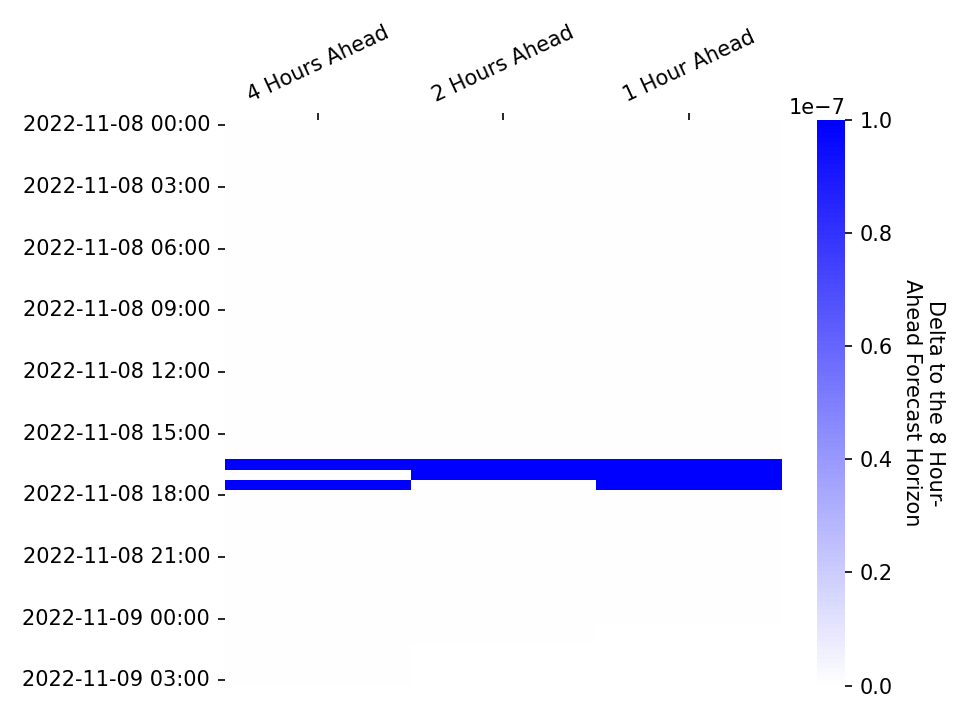 4 Hours Ahead
2 Hours Ahead
1 Hour Ahead
1e−7
2022-11-08 00:00
2022-11-08 03:00
2022-11-08 06:00
2022-11-08 09:00
2022-11-08 12:00
2022-11-08 15:00
2022-11-08 18:00
2022-11-08 21:00
2022-11-09 00:00
2022-11-09 03:00
1.0
0.8
0.6
0.4
0.2
0.0
Delta to the 8 Hour-
Ahead Forecast Horizon